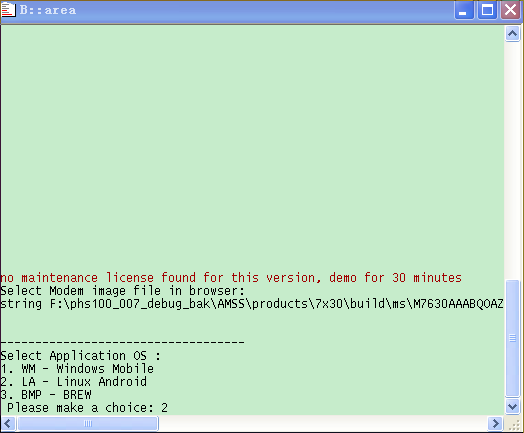 B::area
no maintenance license found for this version, demo for 30 minutes
Select Modem image file in browser:
string F:\phs100_007_debug_bak\AMSS\products\7x30\build\ms\M7630AAABQOAZ
----------------------------------
Select Application OS :
1. WM - Windows Mobile
2. LA - Linux Android
3. BMP - BREW
Please make a choice: 2